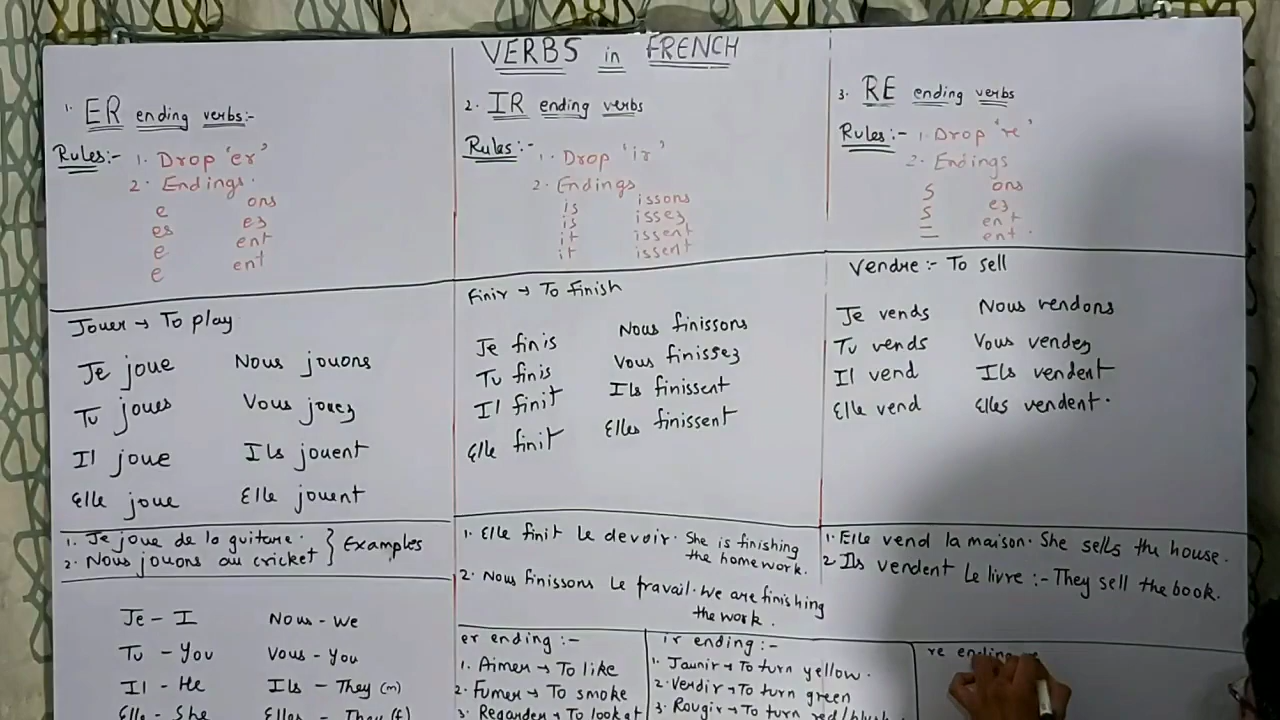 VERBS in FRENCH
1. ER ending verbs:-
Rules:- 1. Drop 'er'
2. Endings.
e ons
es ez
e ent
e ent
Jouer → To play
Je joue Nous jouons
Tu joues Vous jouez
Il joue Ils jouent
Elle joue Elle jouent
1. Je joue de la guitare.
2. Nous jouons au cricket
} Examples
Je - I Nous - We
Tu - You Vous - You
Il - He Ils - They (m)
Elle - She Elles - They (f)
2. IR ending verbs
Rules:- 1. Drop 'ir'
2. Endings
is issons
is issez
it issent
it issent
Finir → To finish
Je finis Nous finissons
Tu finis Vous finissez
Il finit Ils finissent
Elle finit Elles finissent
1. Elle finit le devoir. She is finishing
the homework.
2. Nous finissons le travail. We are finishing
the work.
er ending:-
1. Aimer → To like
2. Fumer → To smoke
3. Regarder → To look at
ir ending:-
1. Jaunir → To turn yellow.
2. Verdir → To turn green
3. Rougir → To turn red/blush
3. RE ending verbs
Rules:- 1. Drop 're'
2. Endings
s ons
s ez
— ent
ent.
Vendre:- To sell
Je vends Nous vendons
Tu vends Vous vendez
Il vend Ils vendent
Elle vend Elles vendent.
1. Elle vend la maison. She sells the house.
2 Ils vendent le livre:- They sell the book.
re ending